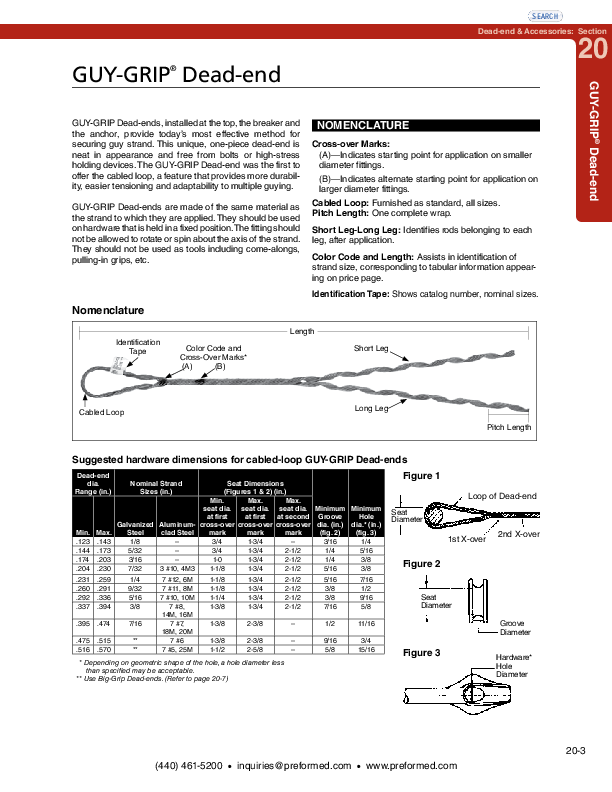 SEARCH
Dead-end & Accessories: Section
20
GUY-GRIP® Dead-end
GUY-GRIP® Dead-end
GUY-GRIP Dead-ends, installed at the top, the breaker and
the anchor, provide today's most effective method for
securing guy strand. This unique, one-piece dead-end is
neat in appearance and free from bolts or high-stress
holding devices. The GUY-GRIP Dead-end was the first to
offer the cabled loop, a feature that provides more durabil-
ity, easier tensioning and adaptability to multiple guying.
GUY-GRIP Dead-ends are made of the same material as
the strand to which they are applied. They should be used
on hardware that is held in a fixed position. The fitting should
not be allowed to rotate or spin about the axis of the strand.
They should not be used as tools including come-alongs,
pulling-in grips, etc.
NOMENCLATURE
Cross-over Marks:
(A)—Indicates starting point for application on smaller
diameter fittings.
(B)—Indicates alternate starting point for application on
larger diameter fittings.
Cabled Loop: Furnished as standard, all sizes.
Pitch Length: One complete wrap.
Short Leg-Long Leg: Identifies rods belonging to each
leg, after application.
Color Code and Length: Assists in identification of
strand size, corresponding to tabular information appear-
ing on price page.
Identification Tape: Shows catalog number, nominal sizes.
Nomenclature
Length
Identification
Tape
Color Code and
Cross-Over Marks*
(A) (B)
Short Leg
Cabled Loop
Long Leg
Pitch Length
Suggested hardware dimensions for cabled-loop GUY-GRIP Dead-ends
Dead-end
dia.
Range (in.)
Nominal Strand
Sizes (in.)
Seat Dimensions
(Figures 1 & 2) (in.)
Min. Max.
Galvanized
Steel
Aluminum-
clad Steel
Min.
seat dia.
at first
cross-over
mark
Max.
seat dia.
at first
cross-over
mark
Max.
seat dia.
at second
cross-over
mark
Minimum
Groove
dia. (in.)
(fig. 2)
Minimum
Hole
dia.* (in.)
(fig. 3)
.123 .143 1/8 – 3/4 1-3/4 – 3/16 1/4
.144 .173 5/32 – 3/4 1-3/4 2-1/2 1/4 5/16
.174 .203 3/16 – 1-0 1-3/4 2-1/2 1/4 3/8
.204 .230 7/32 3 #10, 4M3 1-1/8 1-3/4 2-1/2 5/16 3/8
.231 .259 1/4 7 #12, 6M 1-1/8 1-3/4 2-1/2 5/16 7/16
.260 .291 9/32 7 #11, 8M 1-1/8 1-3/4 2-1/2 3/8 1/2
.292 .336 5/16 7 #10, 10M 1-1/4 1-3/4 2-1/2 3/8 9/16
.337 .394 3/8 7 #8,
14M, 16M 1-3/8 1-3/4 2-1/2 7/16 5/8
.395 .474 7/16 7 #7,
18M, 20M 1-3/8 2-3/8 – 1/2 11/16
.475 .515 ** 7 #6 1-3/8 2-3/8 – 9/16 3/4
.516 .570 ** 7 #5, 25M 1-1/2 2-5/8 – 5/8 15/16
* Depending on geometric shape of the hole, a hole diameter less
than specified may be acceptable.
** Use Big-Grip Dead-ends. (Refer to page 20-7)
Figure 1
Loop of Dead-end
Seat
Diameter
1st X-over
2nd X-over
Figure 2
Seat
Diameter
Groove
Diameter
Figure 3
Hardware*
Hole
Diameter
20-3
(440) 461-5200 • inquiries@preformed.com • www.preformed.com